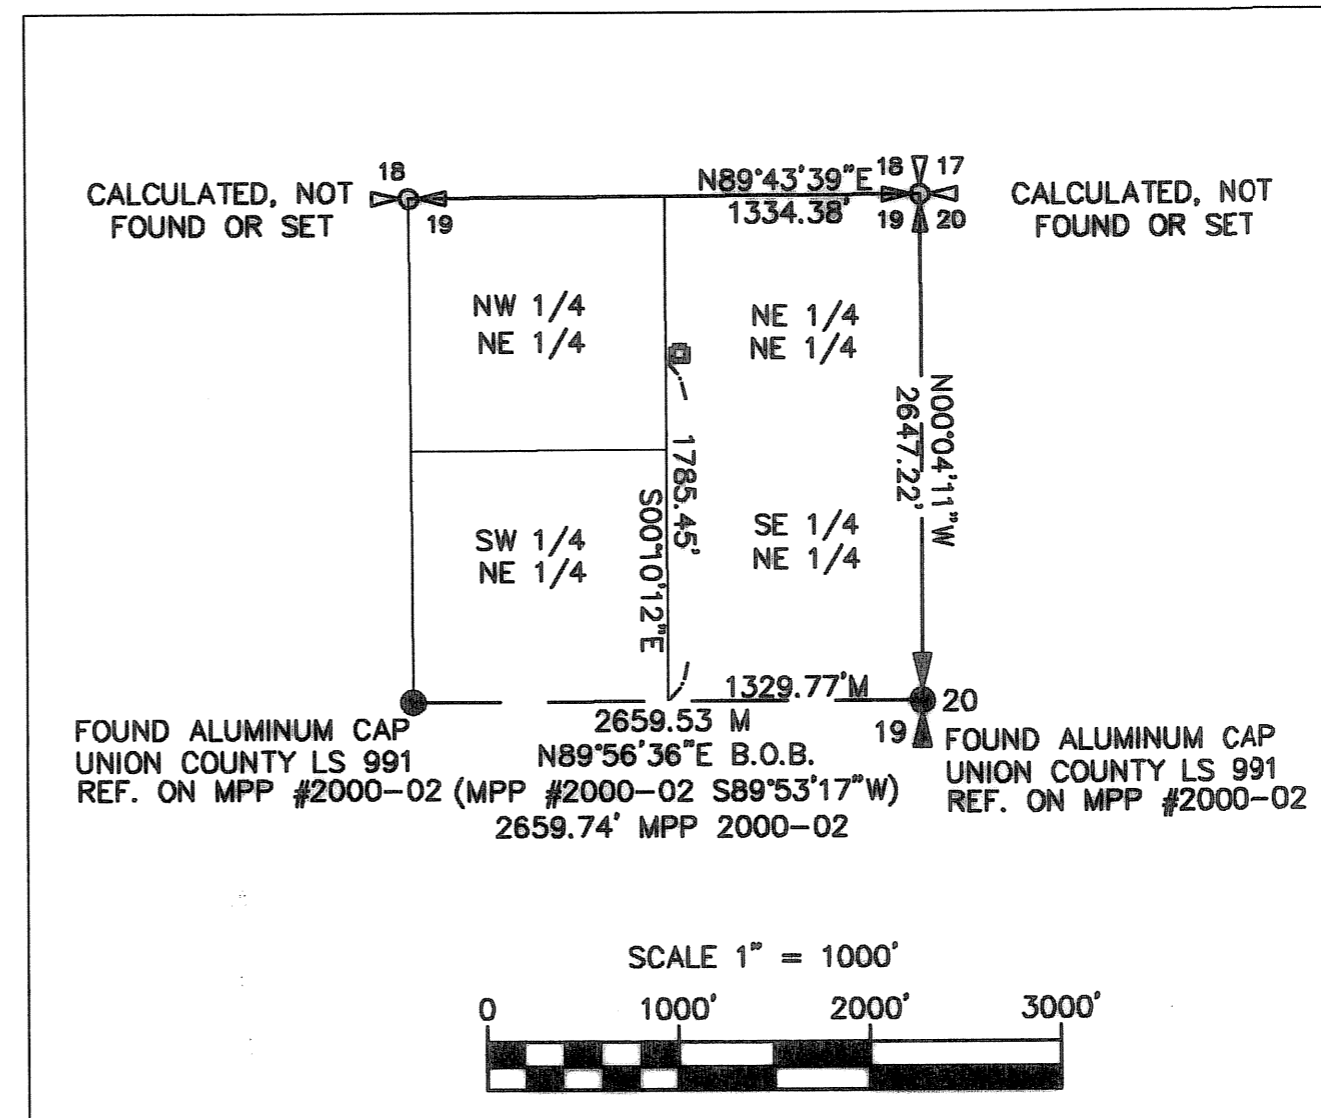 18
CALCULATED, NOT
FOUND OR SET
19
N89°43'39"E
1334.38'
18
17
19
20
CALCULATED, NOT
FOUND OR SET
NW 1/4
NE 1/4
NE 1/4
NE 1/4
1785.45'
S00°10'12"E
N00°04'11"W
2647.22'
SW 1/4
NE 1/4
SE 1/4
NE 1/4
1329.77'M
20
19
2659.53 M
N89°56'36"E B.O.B.
(MPP #2000-02 S89°53'17"W)
2659.74' MPP 2000-02
FOUND ALUMINUM CAP
UNION COUNTY LS 991
REF. ON MPP #2000-02
FOUND ALUMINUM CAP
UNION COUNTY LS 991
REF. ON MPP #2000-02
SCALE 1" = 1000'
0 1000' 2000' 3000'